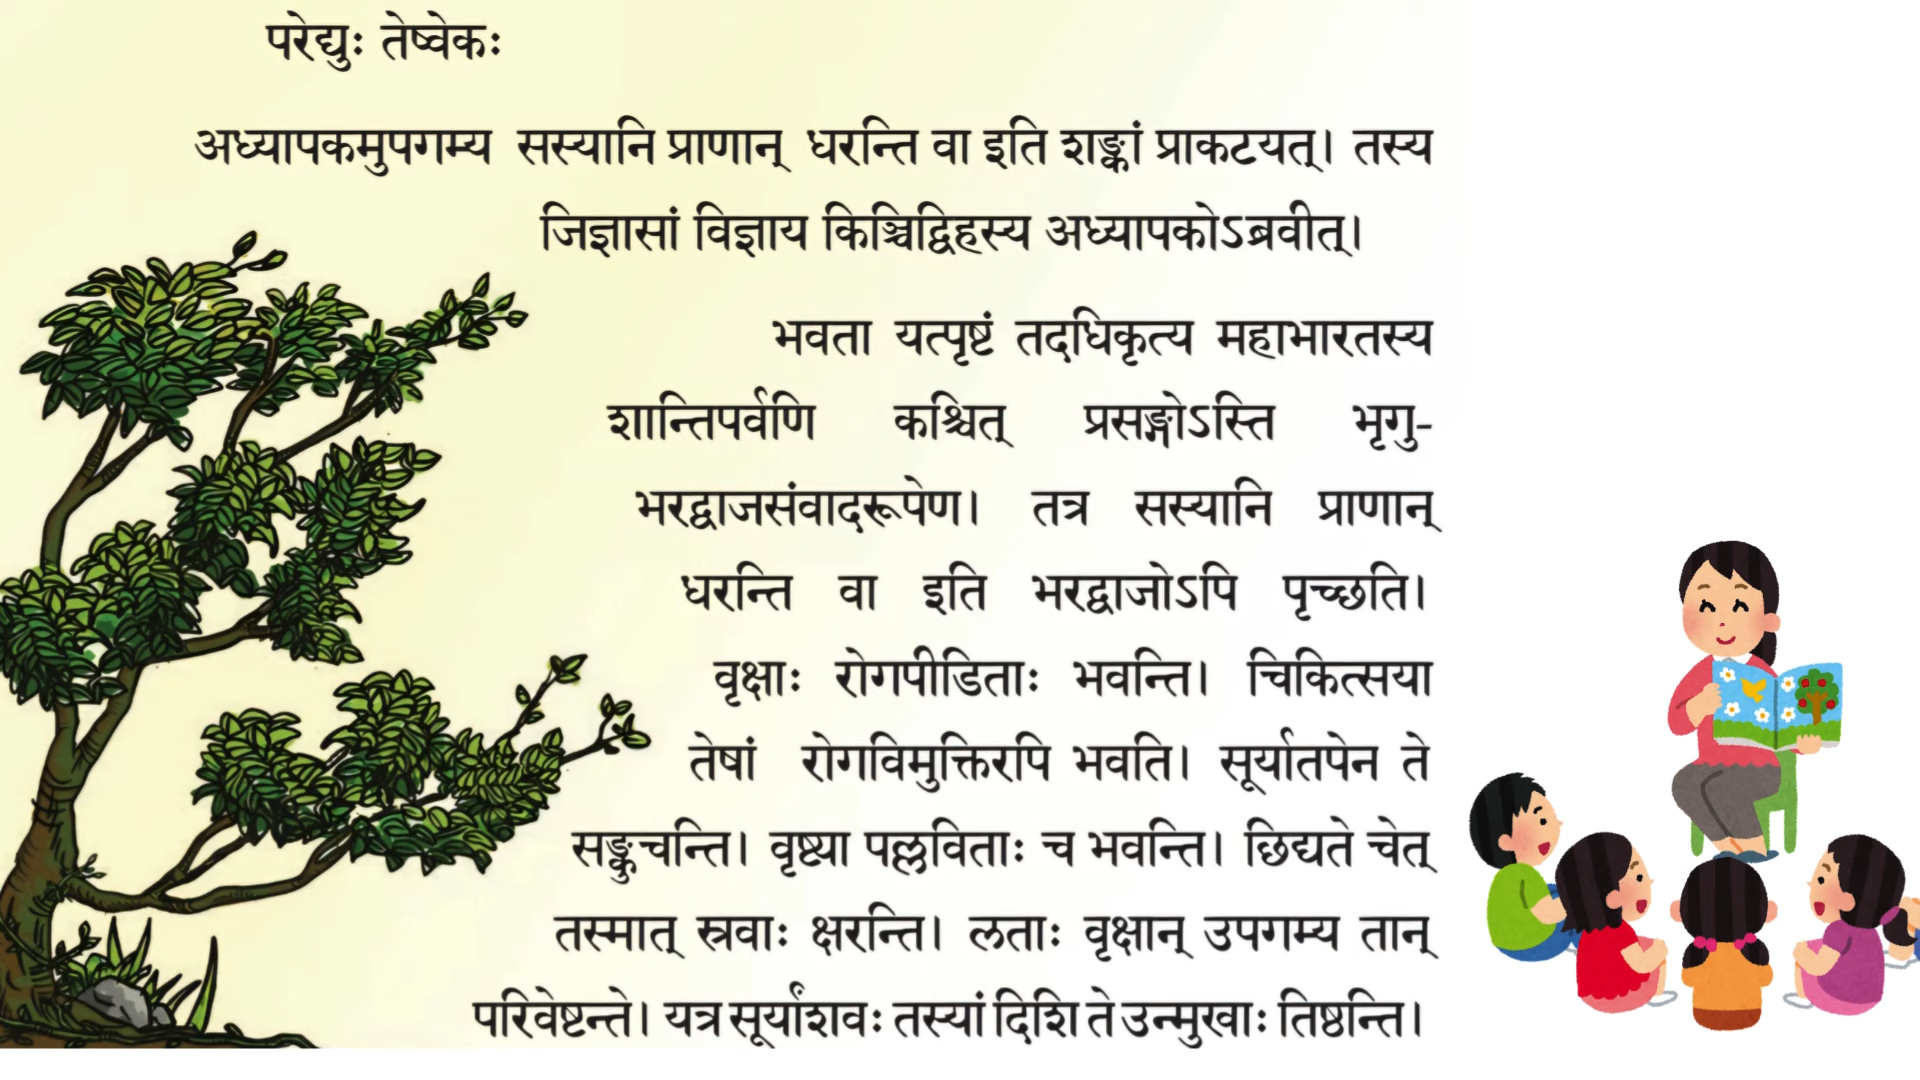 परेद्युः तेष्वेकः
अध्यापकमुपगम्य सस्यानि प्राणान् धरन्ति वा इति शङ्कां प्राकटयत्। तस्य
जिज्ञासां विज्ञाय किञ्चिद्विहस्य अध्यापकोऽब्रवीत्।
भवता यत्पृष्टं तदधिकृत्य महाभारतस्य
शान्तिपर्वणि कश्चित् प्रसङ्गोऽस्ति भृगु-
भरद्वाजसंवादरूपेण। तत्र सस्यानि प्राणान्
धरन्ति वा इति भरद्वाजोऽपि पृच्छति।
वृक्षाः रोगपीडिताः भवन्ति। चिकित्सया
तेषां रोगविमुक्तिरपि भवति। सूर्यातपेन ते
सङ्कुचन्ति। वृष्ट्या पल्लविताः च भवन्ति। छिद्यते चेत्
तस्मात् स्रवाः क्षरन्ति। लताः वृक्षान् उपगम्य तान्
परिवेष्टन्ते। यत्र सूर्यांशवः तस्यां दिशि ते उन्मुखाः तिष्ठन्ति।